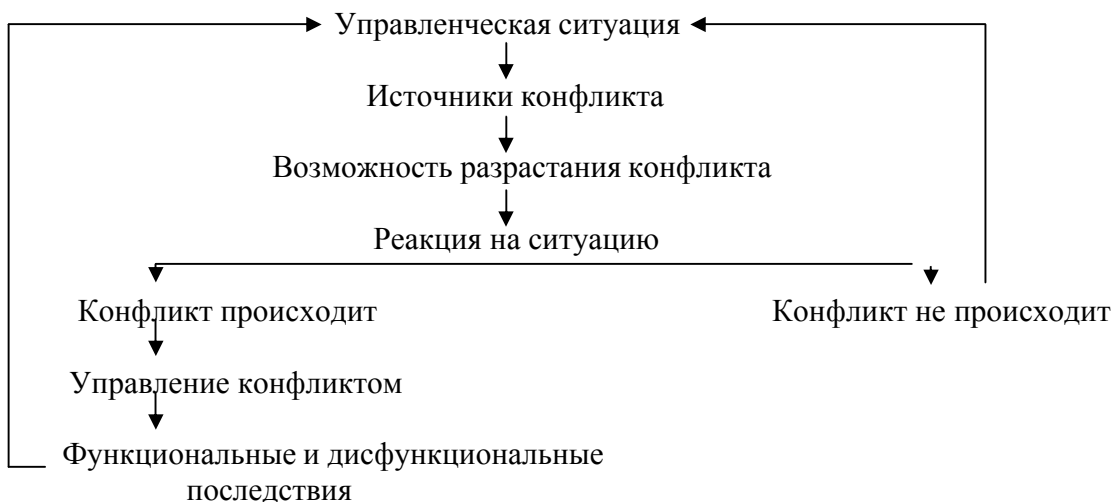 Управленческая ситуация
Источники конфликта
Возможность разрастания конфликта
Реакция на ситуацию
Конфликт происходит
Конфликт не происходит
Управление конфликтом
Функциональные и дисфункциональные
последствия